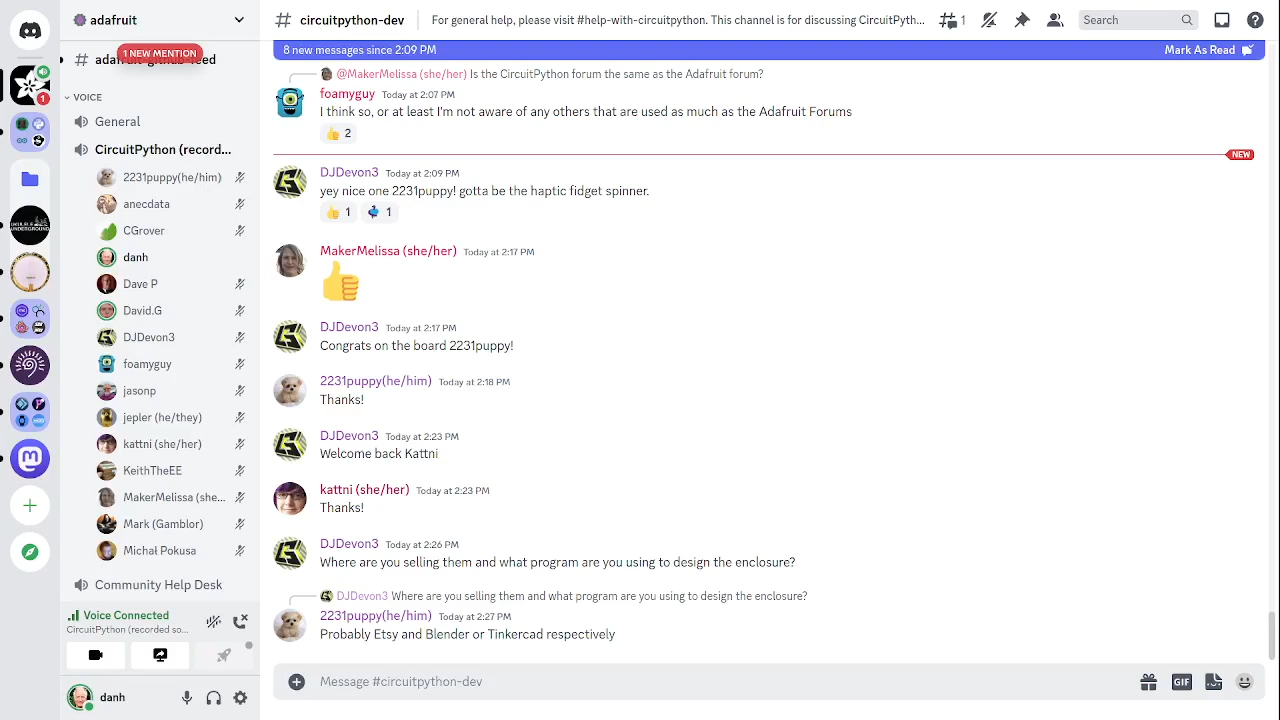 adafruit
# circuitpython-dev
For general help, please visit #help-with-circuitpython. This channel is for discussing CircuitPyth...
1
Search
8 new messages since 2:09 PM
Mark As Read
1 NEW MENTION
1
VOICE
General
CircuitPython (record...
2231puppy(he/him)
anecdata
CGrover
danh
Dave P
David.G
DJDevon3
foamyguy
jasonp
jepler (he/they)
kattni (she/her)
KeithTheEE
MakerMelissa (she...
Mark (Gamblor)
Michał Pokusa
Community Help Desk
Voice Connected
CircuitPython (recorded so...
danh
@MakerMelissa (she/her) Is the CircuitPython forum the same as the Adafruit forum?
foamyguy Today at 2:07 PM
I think so, or at least I'm not aware of any others that are used as much as the Adafruit Forums
2
NEW
DJDevon3 Today at 2:09 PM
yey nice one 2231puppy! gotta be the haptic fidget spinner.
1 1
MakerMelissa (she/her) Today at 2:17 PM
DJDevon3 Today at 2:17 PM
Congrats on the board 2231puppy!
2231puppy(he/him) Today at 2:18 PM
Thanks!
DJDevon3 Today at 2:23 PM
Welcome back Kattni
kattni (she/her) Today at 2:23 PM
Thanks!
DJDevon3 Today at 2:26 PM
Where are you selling them and what program are you using to design the enclosure?
DJDevon3 Where are you selling them and what program are you using to design the enclosure?
2231puppy(he/him) Today at 2:27 PM
Probably Etsy and Blender or Tinkercad respectively
Message #circuitpython-dev
GIF